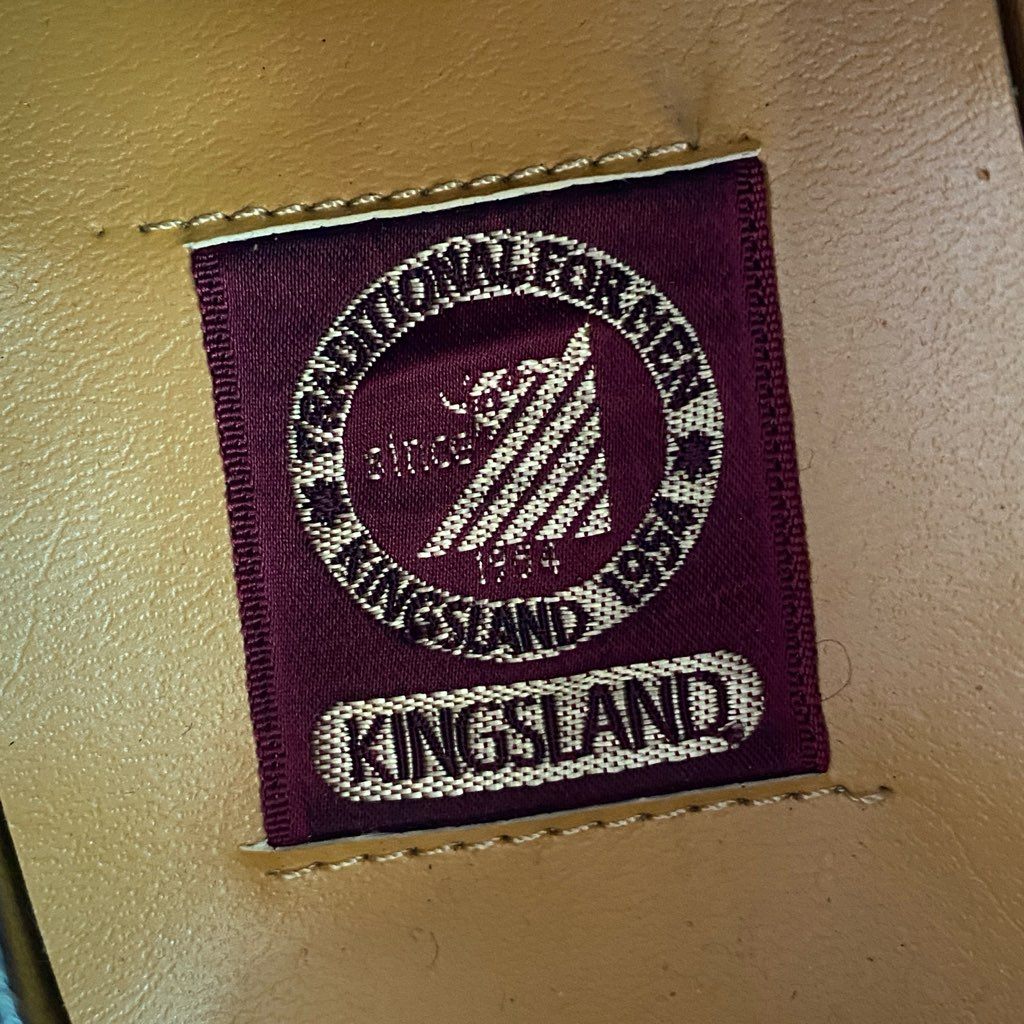 TRADITIONAL FOR MEN
since
1954
KINGSLAND 1954
KINGSLAND